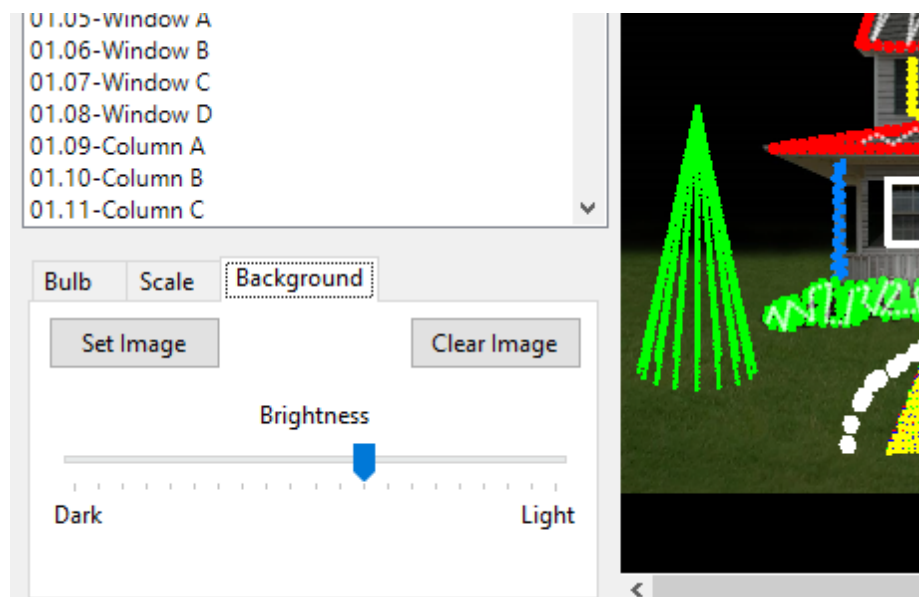 01.05-Window A
01.06-Window B
01.07-Window C
01.08-Window D
01.09-Column A
01.10-Column B
01.11-Column C
Bulb Scale Background
Set Image Clear Image
Brightness
Dark Light